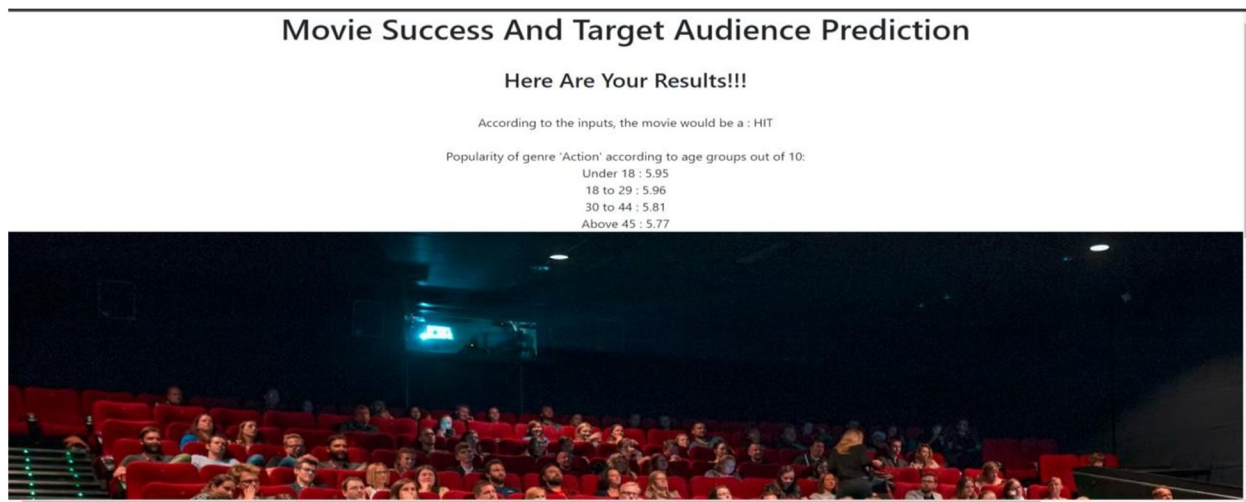 Movie Success And Target Audience Prediction
Here Are Your Results!!!
According to the inputs, the movie would be a : HIT
Popularity of genre 'Action' according to age groups out of 10:
Under 18 : 5.95
18 to 29 : 5.96
30 to 44 : 5.81
Above 45 : 5.77